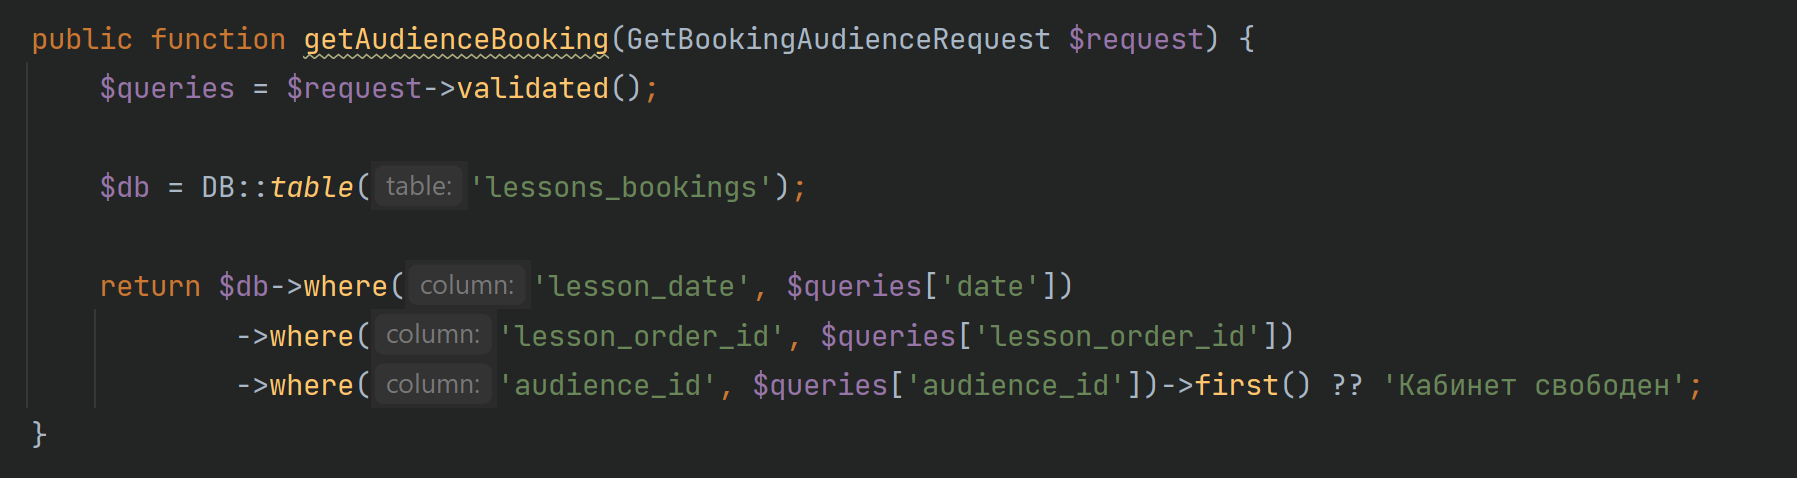 public function getAudienceBooking(GetBookingAudienceRequest $request) {
$queries = $request->validated();
$db = DB::table( table: 'lessons_bookings');
return $db->where( column: 'lesson_date', $queries['date'])
->where( column: 'lesson_order_id', $queries['lesson_order_id'])
->where( column: 'audience_id', $queries['audience_id'])->first() ?? 'Кабинет свободен';
}